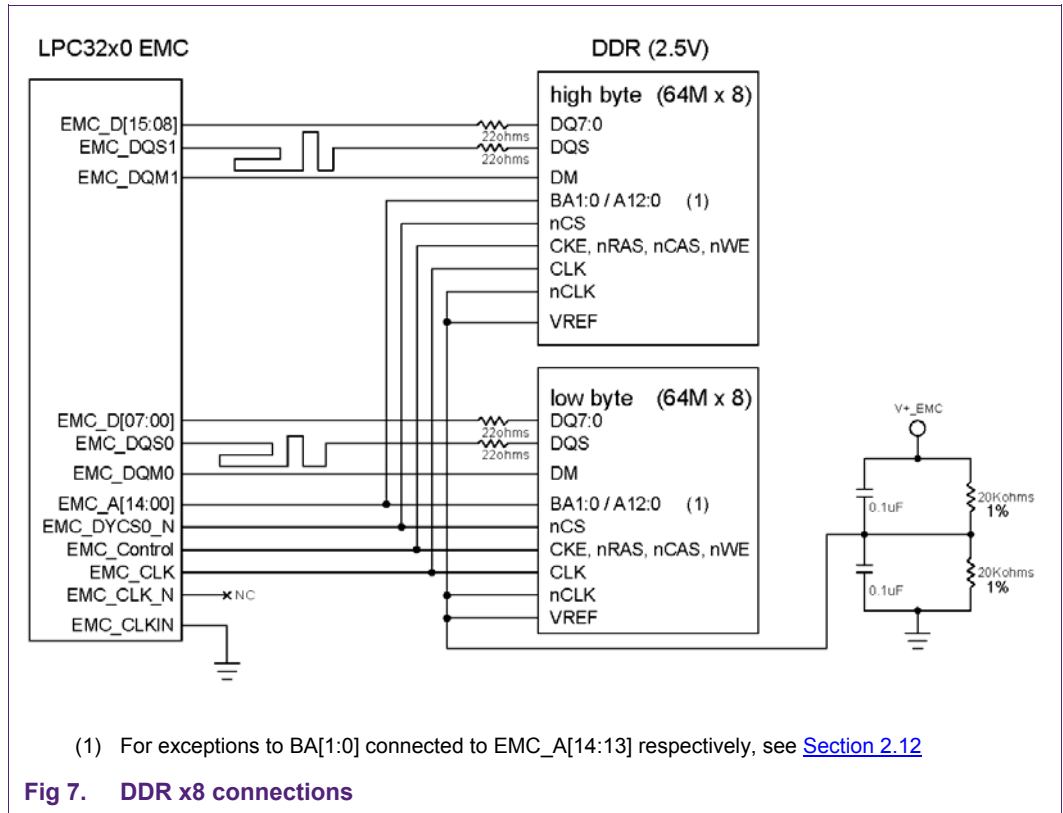 LPC32x0 EMC
DDR (2.5V)
EMC_D[15:08]
EMC_DQS1
EMC_DQM1
22ohms
22ohms
high byte (64M x 8)
DQ7:0
DQS
DM
BA1:0 / A12:0 (1)
nCS
CKE, nRAS, nCAS, nWE
CLK
nCLK
VREF
EMC_D[07:00]
EMC_DQS0
EMC_DQM0
EMC_A[14:00]
EMC_DYCS0_N
EMC_Control
EMC_CLK
EMC_CLK_N
EMC_CLKIN
NC
22ohms
22ohms
low byte (64M x 8)
DQ7:0
DQS
DM
BA1:0 / A12:0 (1)
nCS
CKE, nRAS, nCAS, nWE
CLK
nCLK
VREF
V+_EMC
0.1uF
20Kohms
1%
0.1uF
20Kohms
1%
(1) For exceptions to BA[1:0] connected to EMC_A[14:13] respectively, see Section 2.12
Fig 7. DDR x8 connections